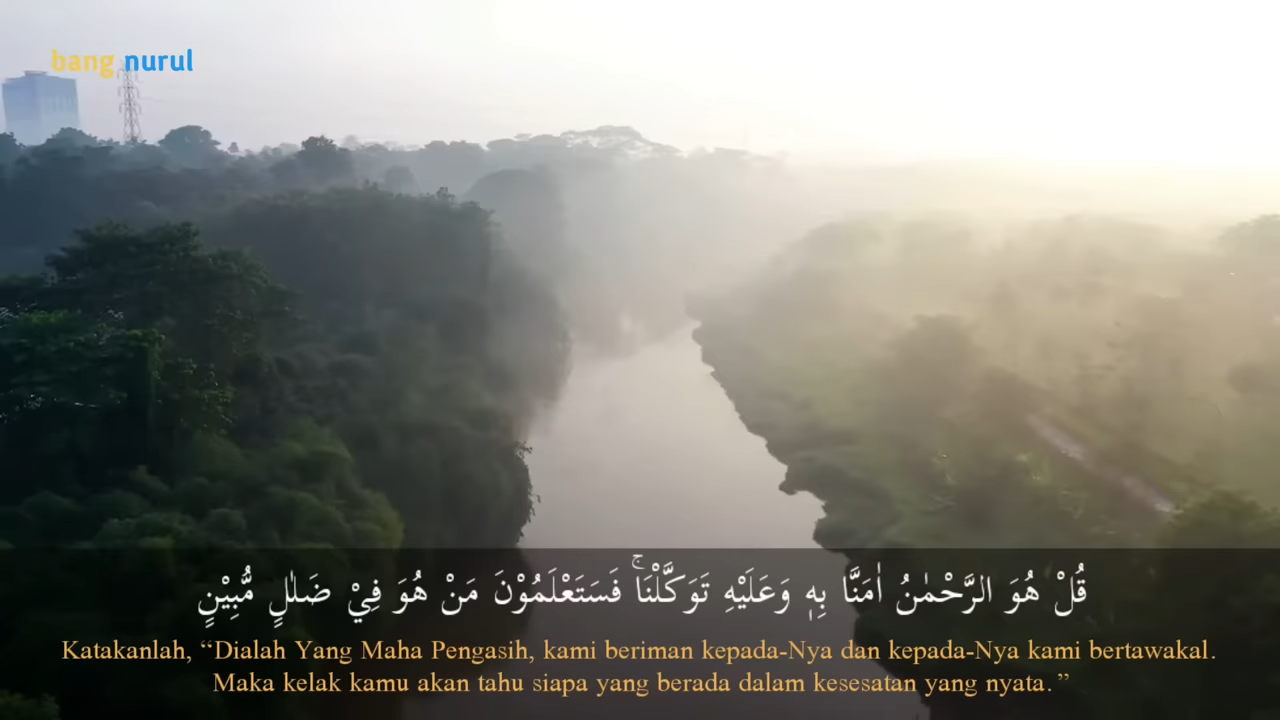 bang nurul
قُلْ هُوَ الرَّحْمٰنُ اٰمَنَّا بِهٖ وَعَلَيْهِ تَوَكَّلْنَاۚ فَسَتَعْلَمُوْنَ مَنْ هُوَ فِيْ ضَلٰلٍ مُّبِيْنٍ
Katakanlah, “Dialah Yang Maha Pengasih, kami beriman kepada-Nya dan kepada-Nya kami bertawakal.
Maka kelak kamu akan tahu siapa yang berada dalam kesesatan yang nyata.”